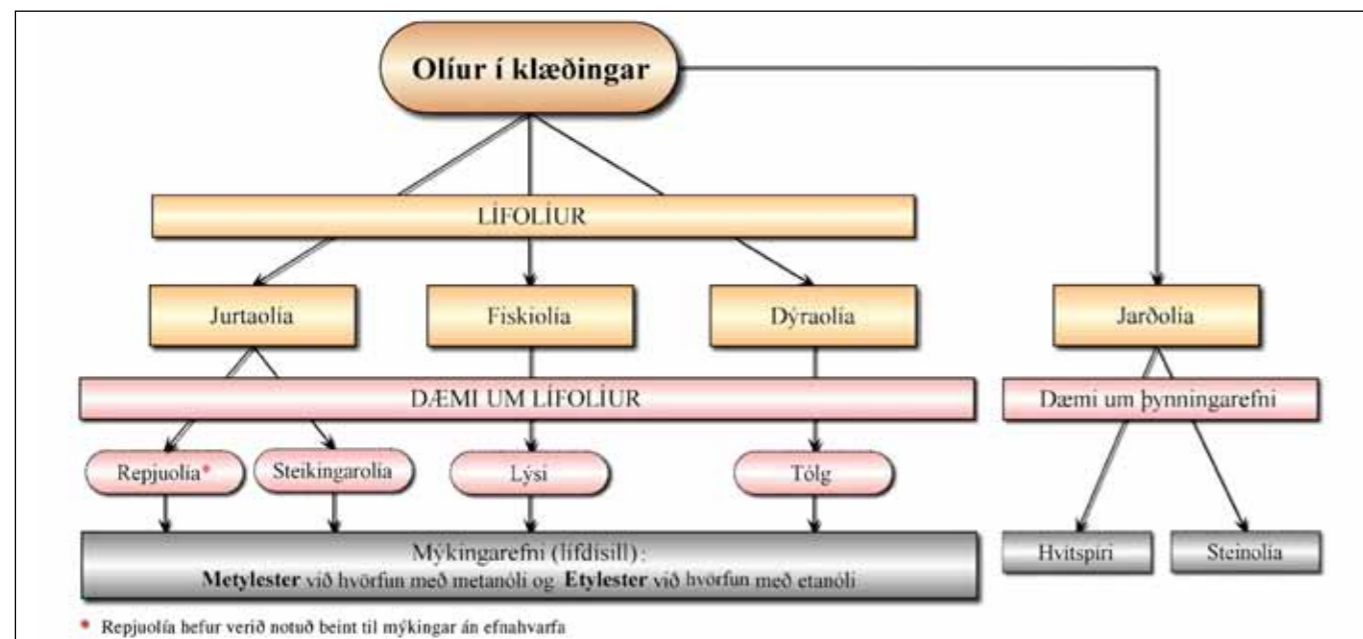 Olíur í klæðingar
LÍFOLÍUR
Jurtaolía
Fiskiolía
Dýraolía
Jarðolía
DÆMI UM LÍFOLÍUR
Dæmi um þynningarefni
Repjuolía*
Steikingarolía
Lýsi
Tólg
Mýkingarefni (lífdísill):
Metylester við hvörfun með metanóli og Etylester við hvörfun með etanóli
Hvítspíri
Steinolía
* Repjuolía hefur verið notuð beint til mýkingar án efnahvarfa